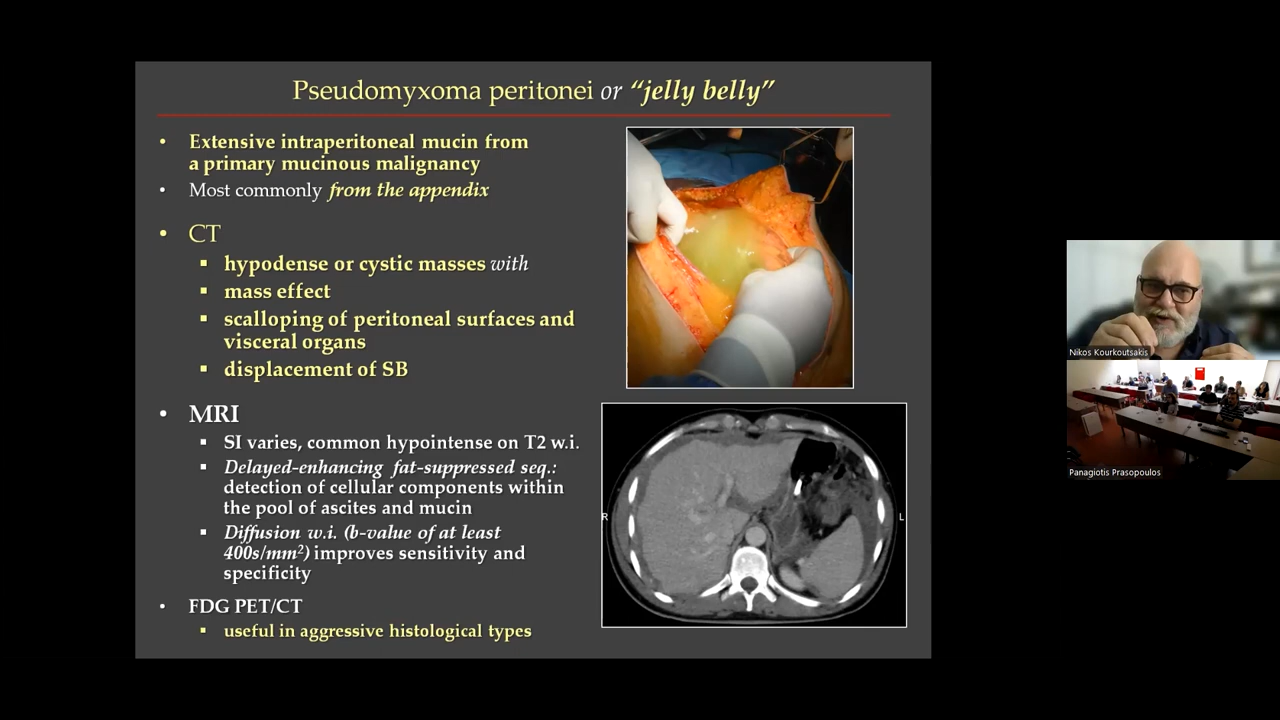 Pseudomyxoma peritonei or “jelly belly”
• Extensive intraperitoneal mucin from
a primary mucinous malignancy
• Most commonly from the appendix
• CT
▪ hypodense or cystic masses with
▪ mass effect
▪ scalloping of peritoneal surfaces and
visceral organs
▪ displacement of SB
• MRI
▪ SI varies, common hypointense on T2 w.i.
▪ Delayed-enhancing fat-suppressed seq.:
detection of cellular components within
the pool of ascites and mucin
▪ Diffusion w.i. (b-value of at least
400s/mm²) improves sensitivity and
specificity
• FDG PET/CT
▪ useful in aggressive histological types
R
L
Nikos Kourkoutsakis
Panagiotis Prasopoulos